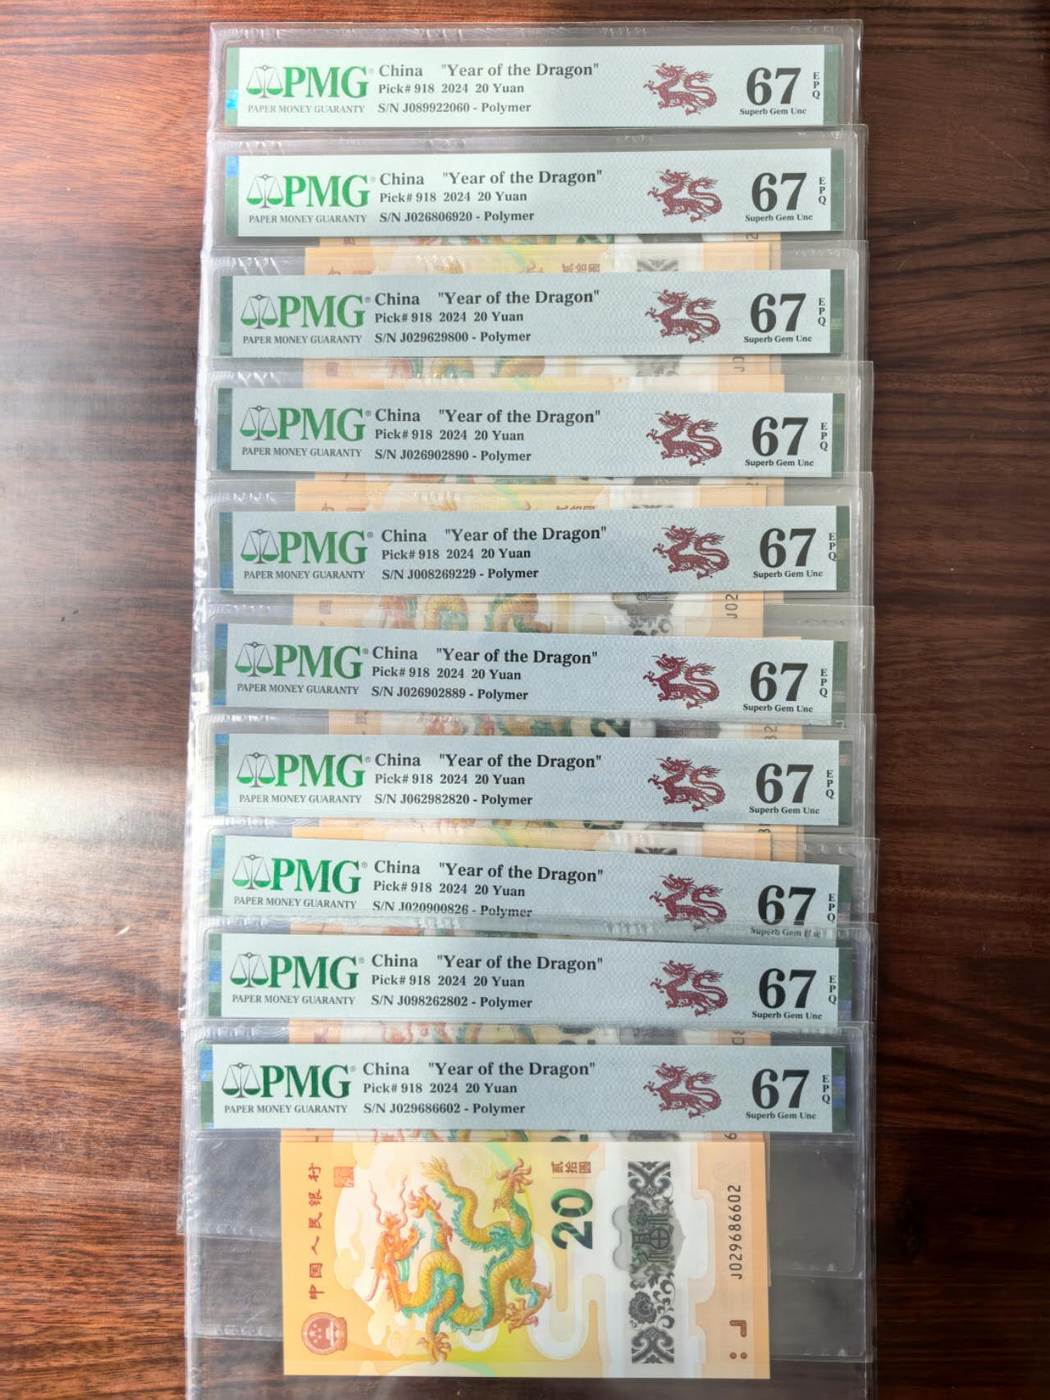 PMG
PAPER MONEY GUARANTY
China "Year of the Dragon"
Pick# 918 2024 20 Yuan
S/N J089922060 - Polymer
67
EPQ
Superb Gem Unc
PMG
PAPER MONEY GUARANTY
China "Year of the Dragon"
Pick# 918 2024 20 Yuan
S/N J026806920 - Polymer
67
EPQ
Superb Gem Unc
PMG
PAPER MONEY GUARANTY
China "Year of the Dragon"
Pick# 918 2024 20 Yuan
S/N J029629800 - Polymer
67
EPQ
Superb Gem Unc
PMG
PAPER MONEY GUARANTY
China "Year of the Dragon"
Pick# 918 2024 20 Yuan
S/N J026902890 - Polymer
67
EPQ
Superb Gem Unc
PMG
PAPER MONEY GUARANTY
China "Year of the Dragon"
Pick# 918 2024 20 Yuan
S/N J008269229 - Polymer
67
EPQ
Superb Gem Unc
J02
PMG
PAPER MONEY GUARANTY
China "Year of the Dragon"
Pick# 918 2024 20 Yuan
S/N J026902889 - Polymer
67
EPQ
Superb Gem Unc
PMG
PAPER MONEY GUARANTY
China "Year of the Dragon"
Pick# 918 2024 20 Yuan
S/N J062982820 - Polymer
67
EPQ
Superb Gem Unc
PMG
PAPER MONEY GUARANTY
China "Year of the Dragon"
Pick# 918 2024 20 Yuan
S/N J020900826 - Polymer
67
EPQ
Superb Gem Unc
PMG
PAPER MONEY GUARANTY
China "Year of the Dragon"
Pick# 918 2024 20 Yuan
S/N J098262802 - Polymer
67
EPQ
Superb Gem Unc
PMG
PAPER MONEY GUARANTY
China "Year of the Dragon"
Pick# 918 2024 20 Yuan
S/N J029686602 - Polymer
67
EPQ
Superb Gem Unc
中国人民银行
贰拾圆
20
J029686602